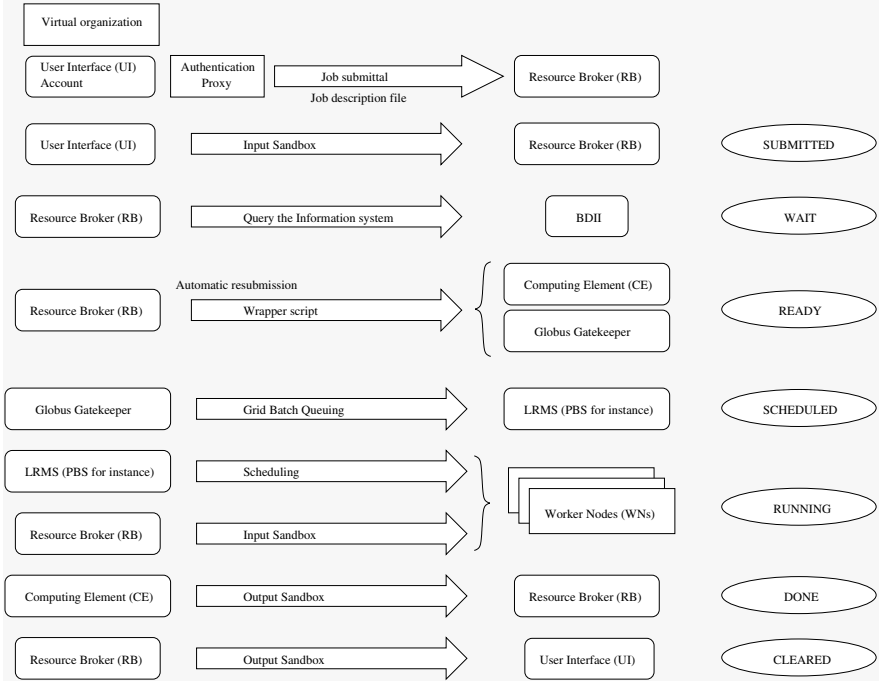 Virtual organization
User Interface (UI)
Account
Authentication
Proxy
Job submittal
Job description file
Resource Broker (RB)
User Interface (UI)
Input Sandbox
Resource Broker (RB)
SUBMITTED
Resource Broker (RB)
Query the Information system
BDII
WAIT
Resource Broker (RB)
Automatic resubmission
Wrapper script
Computing Element (CE)
Globus Gatekeeper
READY
Globus Gatekeeper
Grid Batch Queuing
LRMS (PBS for instance)
SCHEDULED
LRMS (PBS for instance)
Scheduling
Resource Broker (RB)
Input Sandbox
Worker Nodes (WNs)
RUNNING
Computing Element (CE)
Output Sandbox
Resource Broker (RB)
DONE
Resource Broker (RB)
Output Sandbox
User Interface (UI)
CLEARED